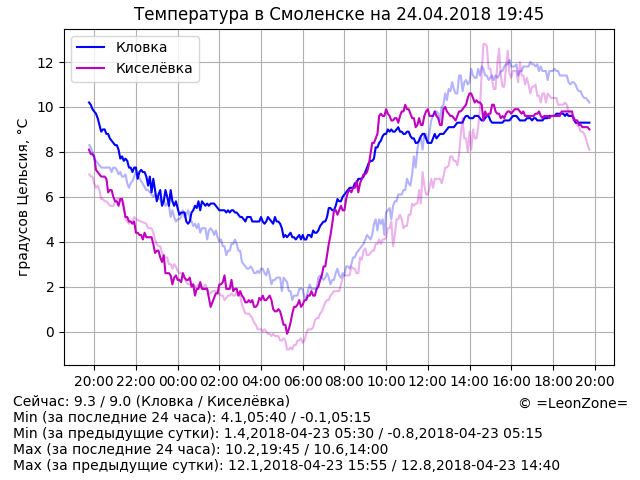 Температура в Смоленске на 24.04.2018 19:45
Кловка
Киселёвка
градусов Цельсия, °C
12
10
8
6
4
2
0
20:00 22:00 00:00 02:00 04:00 06:00 08:00 10:00 12:00 14:00 16:00 18:00 20:00
Сейчас: 9.3 / 9.0 (Кловка / Киселёвка)
© =LeonZone=
Min (за последние 24 часа): 4.1,05:40 / -0.1,05:15
Min (за предыдущие сутки): 1.4,2018-04-23 05:30 / -0.8,2018-04-23 05:15
Max (за последние 24 часа): 10.2,19:45 / 10.6,14:00
Max (за предыдущие сутки): 12.1,2018-04-23 15:55 / 12.8,2018-04-23 14:40